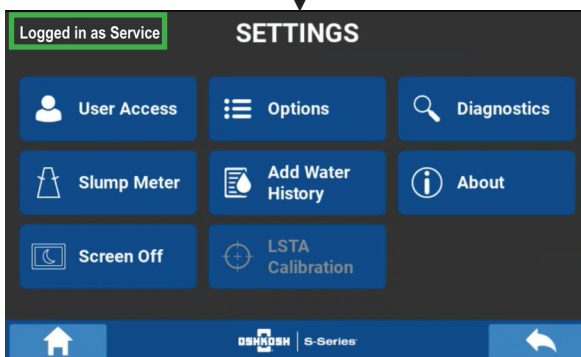 Logged in as Service
SETTINGS
User Access
Options
Diagnostics
Slump Meter
Add Water
History
About
Screen Off
LSTA
Calibration
OSHKOSH | S-Series